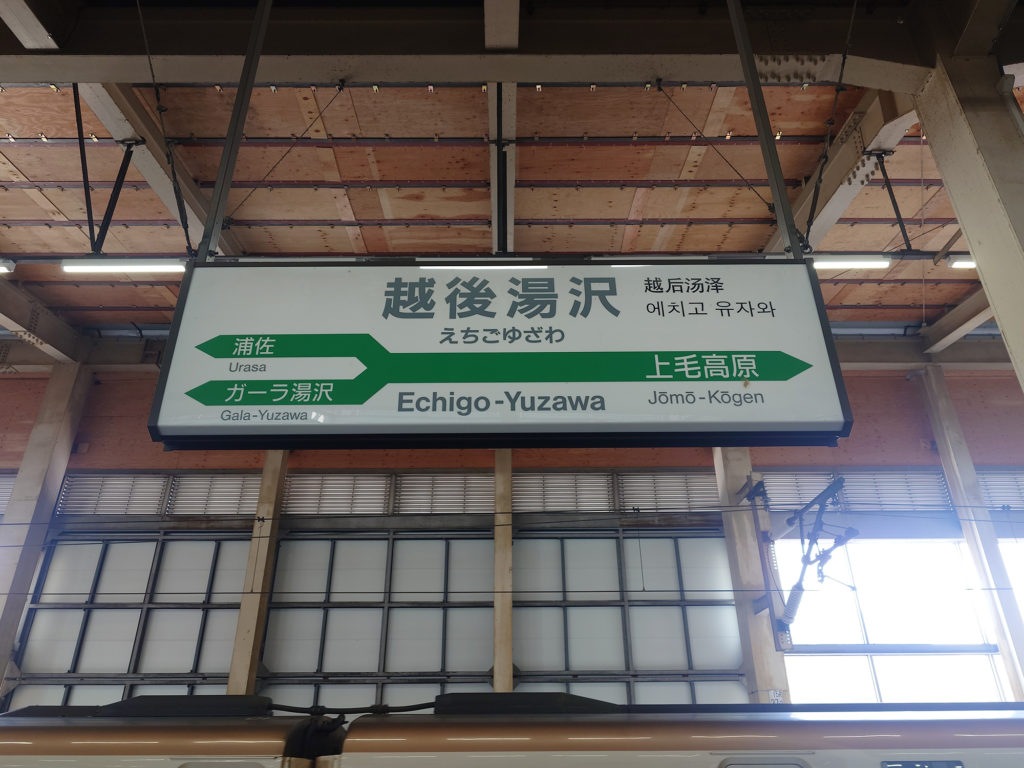 越後湯沢
えちごゆざわ
越后汤泽
에치고 유자와
浦佐
Urasa
ガーラ湯沢
Gala-Yuzawa
Echigo-Yuzawa
上毛高原
Jōmō-Kōgen